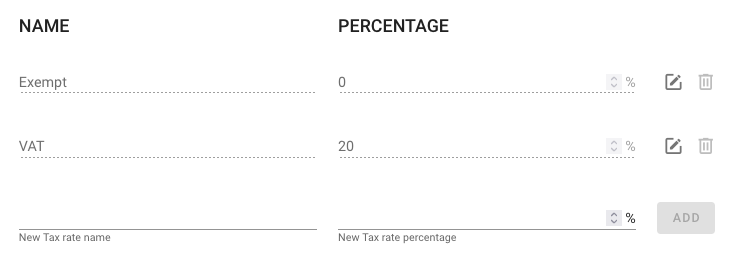 NAME PERCENTAGE
Exempt 0 %
VAT 20 %
% ADD
New Tax rate name New Tax rate percentage